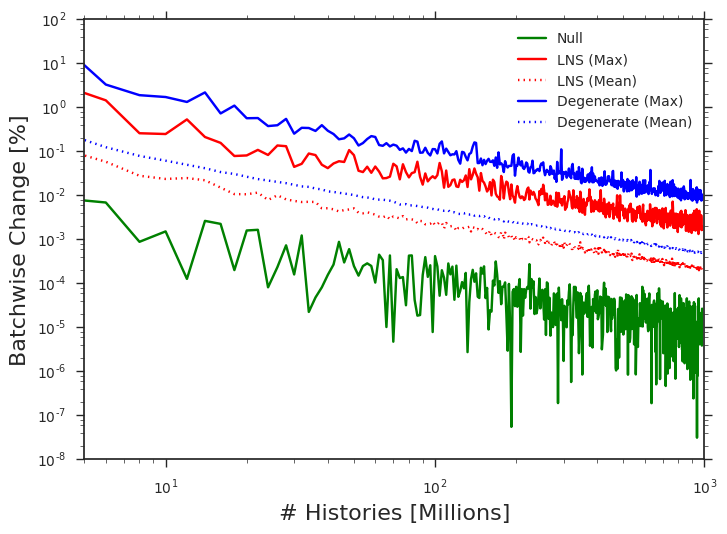 Batchwise Change [%]
10^2
10^1
10^0
10^-1
10^-2
10^-3
10^-4
10^-5
10^-6
10^-7
10^-8
Null
LNS (Max)
LNS (Mean)
Degenerate (Max)
Degenerate (Mean)
10^1 10^2 10^3
# Histories [Millions]